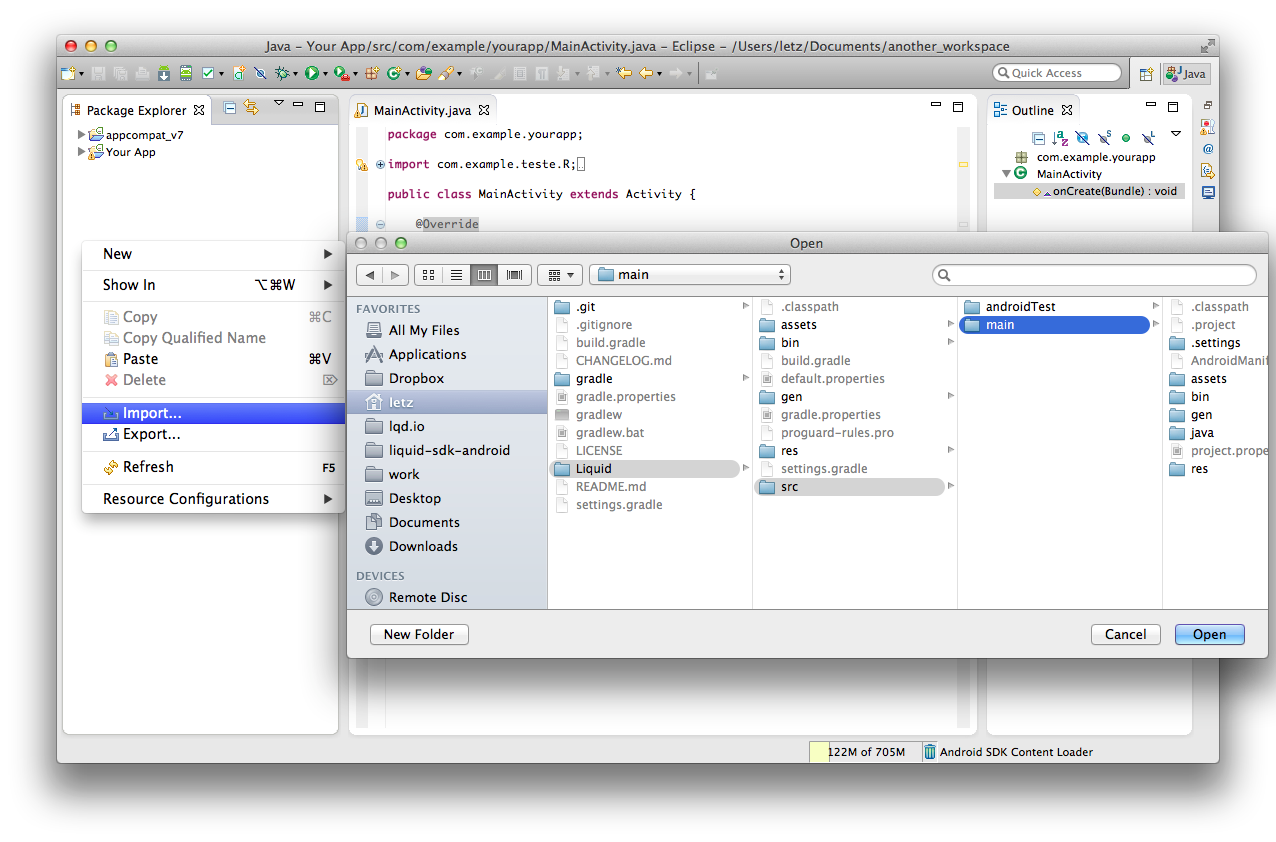 Java – Your App/src/com/example/yourapp/MainActivity.java – Eclipse – /Users/letz/Documents/another_workspace
Quick Access
Java
Package Explorer
appcompat_v7
Your App
MainActivity.java
package com.example.yourapp;
import com.example.teste.R;
public class MainActivity extends Activity {
@Override
Outline
com.example.yourapp
MainActivity
onCreate(Bundle) : void
New
Show In ⌥⌘W
Copy ⌘C
Copy Qualified Name
Paste ⌘V
Delete ⌦
Import...
Export...
Refresh F5
Resource Configurations
Open
main
FAVORITES
All My Files
Applications
Dropbox
letz
lqd.io
liquid-sdk-android
work
Desktop
Documents
Downloads
DEVICES
Remote Disc
.git
.gitignore
build.gradle
CHANGELOG.md
gradle
gradle.properties
gradlew
gradlew.bat
LICENSE
Liquid
README.md
settings.gradle
.classpath
assets
bin
build.gradle
default.properties
gen
gradle.properties
proguard-rules.pro
res
settings.gradle
src
androidTest
main
.classpath
.project
.settings
AndroidManif
assets
bin
gen
java
project.prope
res
New Folder
Cancel
Open
122M of 705M
Android SDK Content Loader